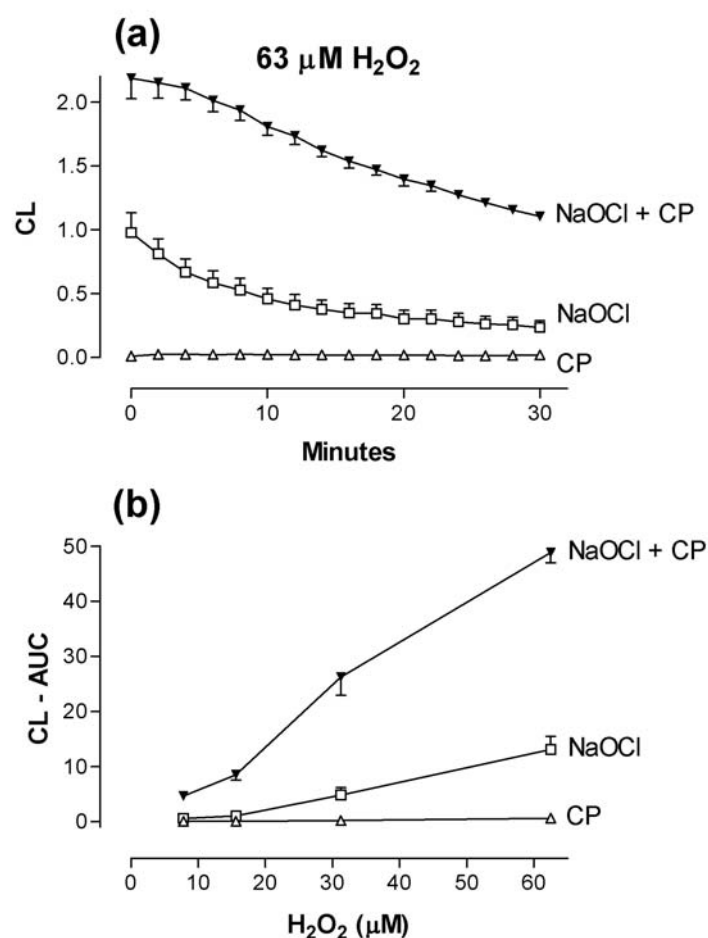 (a)
63 μM H₂O₂
CL
2.0
1.5
1.0
0.5
0.0
NaOCl + CP
NaOCl
CP
0
10
20
30
Minutes
(b)
CL - AUC
50
40
30
20
10
0
NaOCl + CP
NaOCl
CP
0
10
20
30
40
50
60
H₂O₂ (μM)